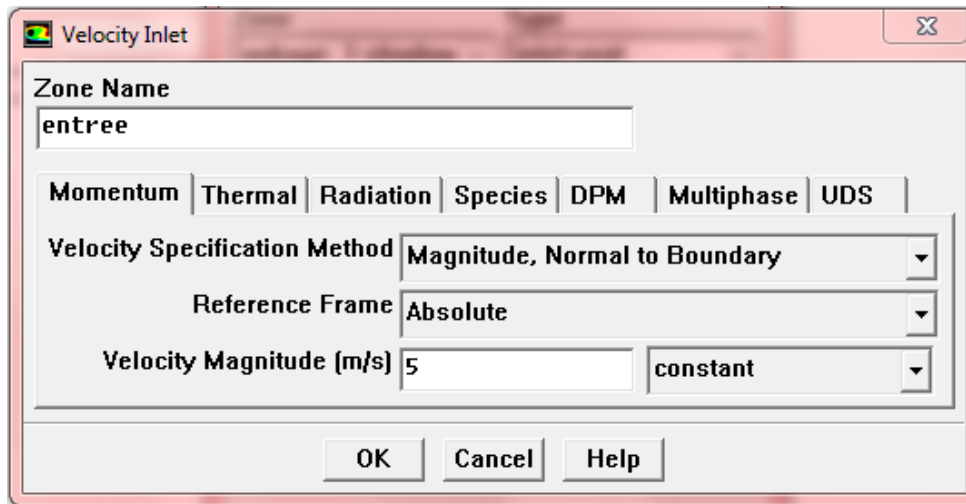 Velocity Inlet
Zone Name
entree
Momentum Thermal Radiation Species DPM Multiphase UDS
Velocity Specification Method Magnitude, Normal to Boundary
Reference Frame Absolute
Velocity Magnitude (m/s) 5 constant
OK Cancel Help